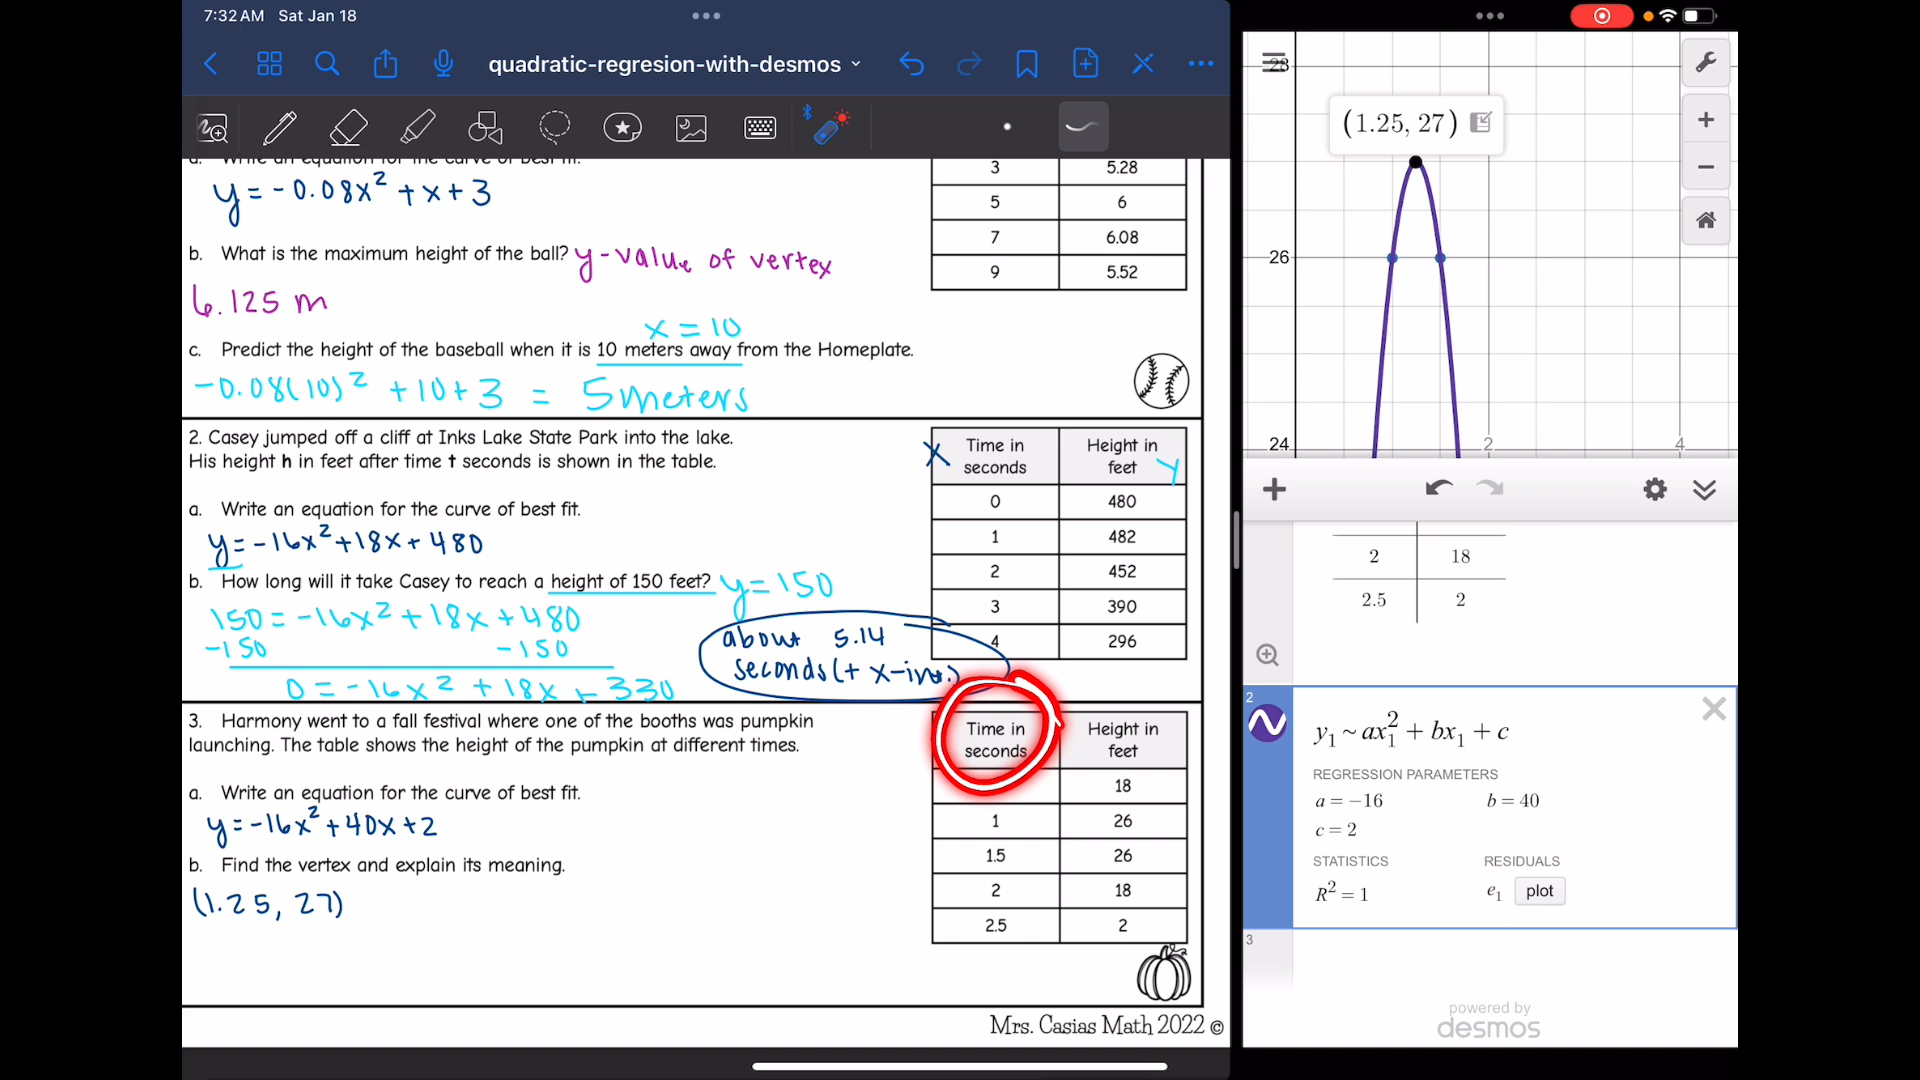 7:32 AM Sat Jan 18
quadratic-regresion-with-desmos
a. Write an equation for the curve of best fit.
y = -0.08x² + x + 3
3 5.28
5 6
7 6.08
9 5.52
b. What is the maximum height of the ball? y-value of vertex
6.125 m
x = 10
c. Predict the height of the baseball when it is 10 meters away from the Homeplate.
-0.08(10)² + 10 + 3 = 5 meters
2. Casey jumped off a cliff at Inks Lake State Park into the lake.
His height h in feet after time t seconds is shown in the table.
X Time in seconds Height in feet Y
0 480
1 482
2 452
3 390
4 296
a. Write an equation for the curve of best fit.
y = -16x² + 18x + 480
b. How long will it take Casey to reach a height of 150 feet? y = 150
150 = -16x² + 18x + 480
-150 -150
0 = -16x² + 18x + 330
about 5.14
seconds (+ x-int.)
3. Harmony went to a fall festival where one of the booths was pumpkin
launching. The table shows the height of the pumpkin at different times.
Time in seconds Height in feet
18
1 26
1.5 26
2 18
2.5 2
a. Write an equation for the curve of best fit.
y = -16x² + 40x + 2
b. Find the vertex and explain its meaning.
(1.25, 27)
Mrs. Casias Math 2022 ©
28
(1.25, 27)
26
24
2
4
2 18
2.5 2
2
y₁ ~ ax₁² + bx₁ + c
REGRESSION PARAMETERS
a = −16 b = 40
c = 2
STATISTICS RESIDUALS
R² = 1 e₁ plot
3
powered by
desmos